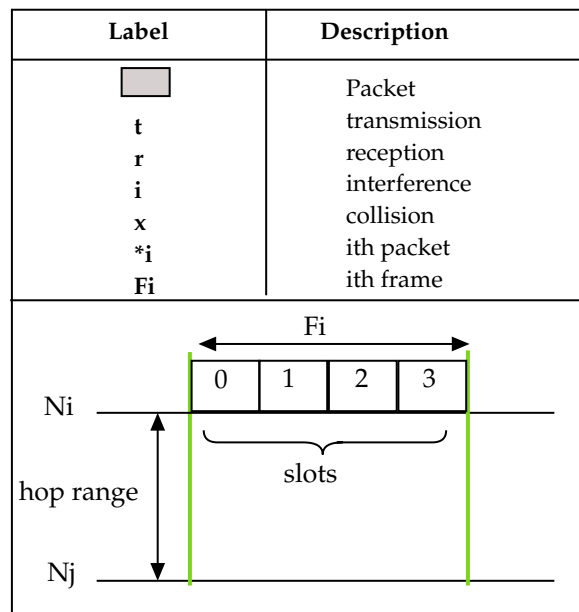 Label Description
Packet
t transmission
r reception
i interference
x collision
*i ith packet
Fi ith frame
Fi
0 1 2 3
Ni
slots
hop range
Nj